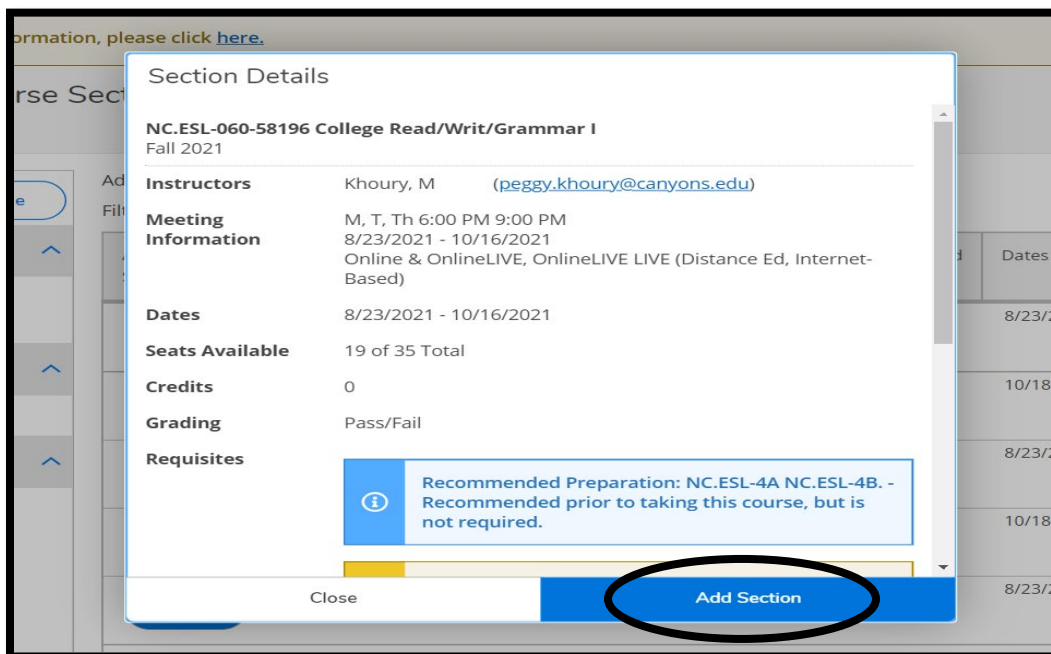 ormation, please click here.
rse Sect
Section Details
NC.ESL-060-58196 College Read/Writ/Grammar I
Fall 2021
Instructors Khoury, M (peggy.khoury@canyons.edu)
Meeting Information M, T, Th 6:00 PM 9:00 PM
8/23/2021 - 10/16/2021
Online & OnlineLIVE, OnlineLIVE LIVE (Distance Ed, Internet-
Based)
Dates 8/23/2021 - 10/16/2021
Seats Available 19 of 35 Total
Credits 0
Grading Pass/Fail
Requisites
Recommended Preparation: NC.ESL-4A NC.ESL-4B. -
Recommended prior to taking this course, but is
not required.
Close Add Section
e
Ad
Filt
Dates
8/23/2
10/18
8/23/2
10/18
8/23/2